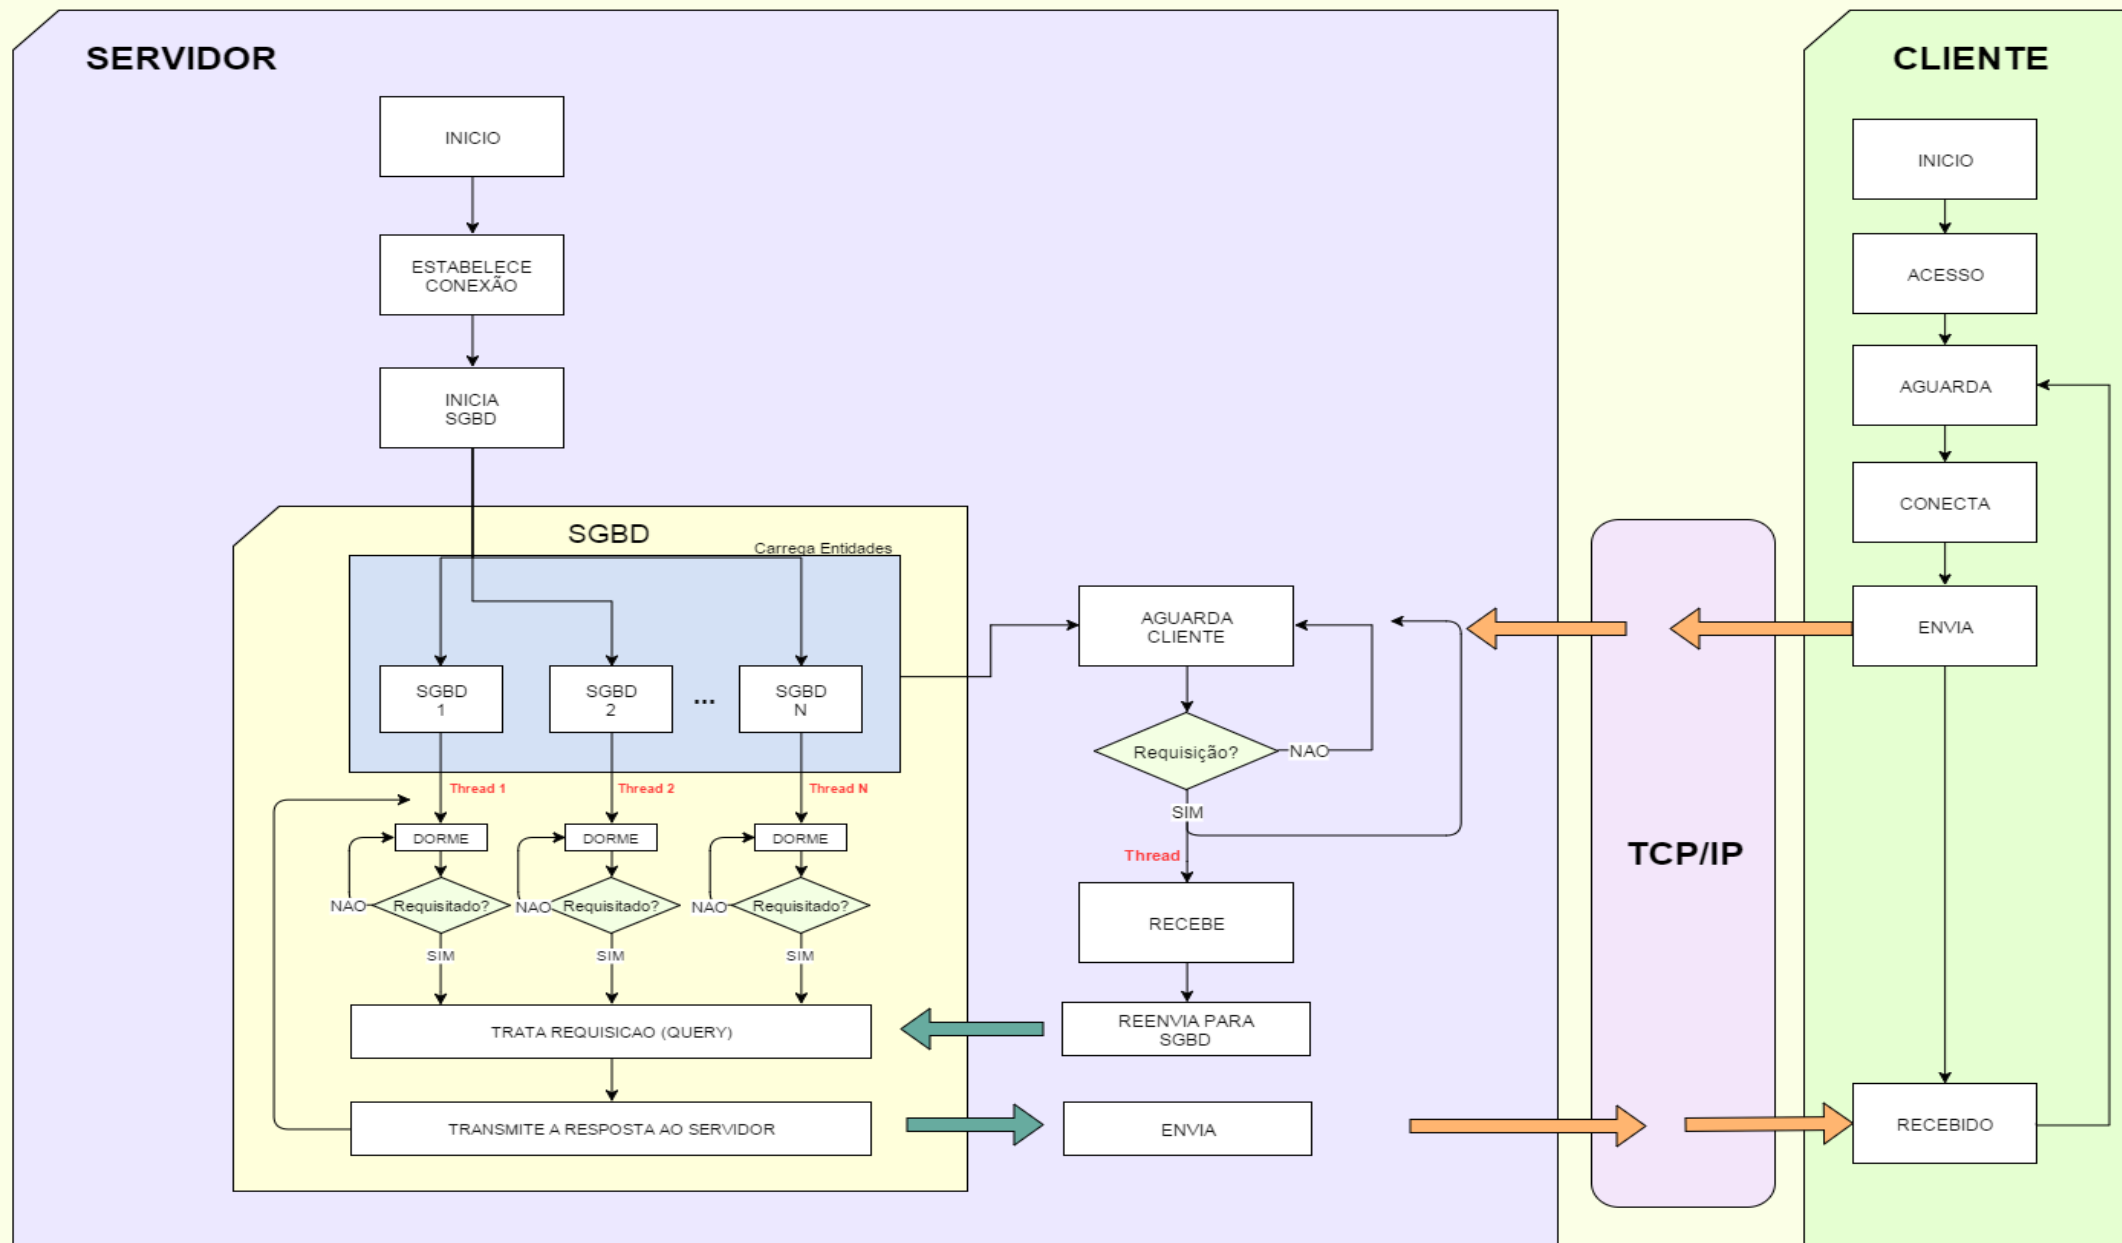 SERVIDOR
INICIO
ESTABELECE
CONEXÃO
INICIA
SGBD
SGBD
Carrega Entidades
SGBD
1
SGBD
2
...
SGBD
N
Thread 1
Thread 2
Thread N
DORME
DORME
DORME
NAO
Requisitado?
NAO
Requisitado?
NAO
Requisitado?
SIM
SIM
SIM
TRATA REQUISICAO (QUERY)
TRANSMITE A RESPOSTA AO SERVIDOR
AGUARDA
CLIENTE
Requisição?
NAO
SIM
Thread
RECEBE
REENVIA PARA
SGBD
ENVIA
TCP/IP
CLIENTE
INICIO
ACESSO
AGUARDA
CONECTA
ENVIA
RECEBIDO